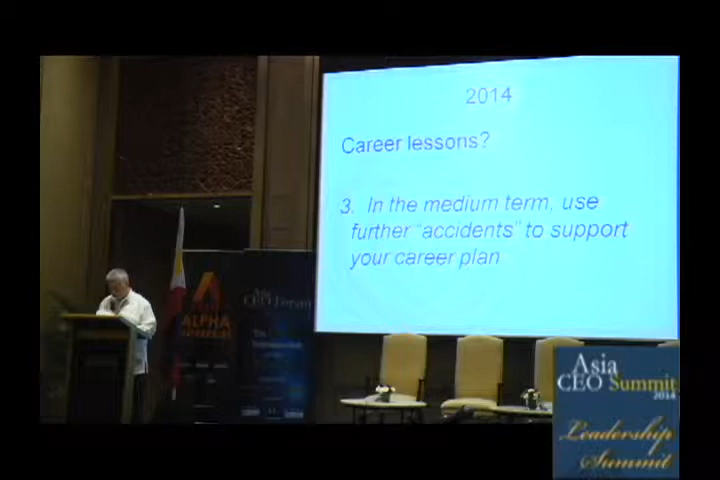 2014
Career lessons?
3. In the medium term, use
further "accidents" to support
your career plan
Asia
CEO Forum
ALPHA
Asia
CEO Summit
2014
Leadership
Summit